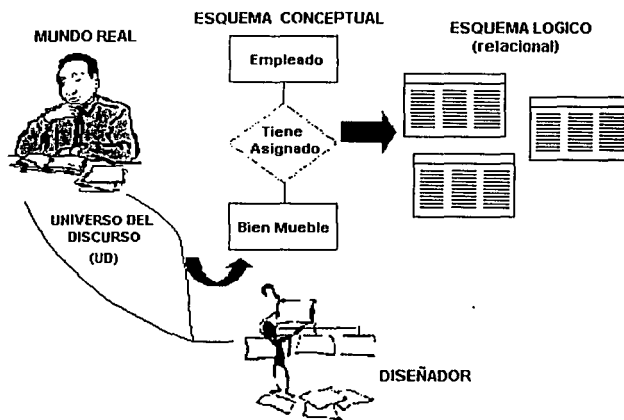 MUNDO REAL
ESQUEMA CONCEPTUAL
ESQUEMA LOGICO
(relacional)
Empleado
Tiene
Asignado
Bien Mueble
UNIVERSO DEL
DISCURSO
(UD)
DISEÑADOR